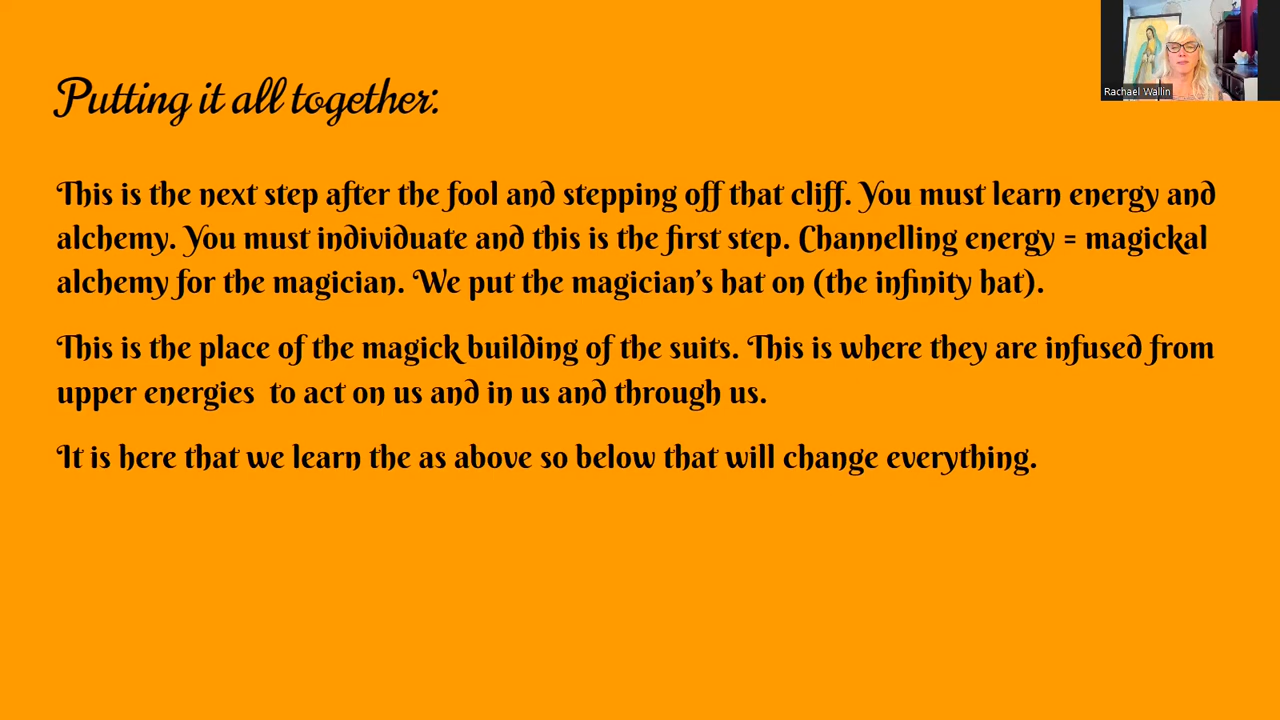 Putting it all together:
Rachael Wallin
This is the next step after the fool and stepping off that cliff. You must learn energy and
alchemy. You must individuate and this is the first step. Channelling energy = magickal
alchemy for the magician. We put the magician's hat on (the infinity hat).
This is the place of the magick building of the suits. This is where they are infused from
upper energies  to act on us and in us and through us.
It is here that we learn the as above so below that will change everything.